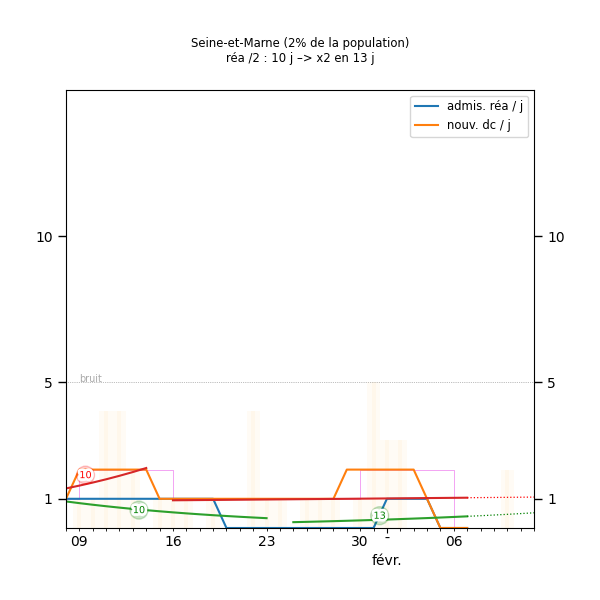 Seine-et-Marne (2% de la population)
réa /2 : 10 j –> x2 en 13 j
admis. réa / j
nouv. dc / j
10 10
bruit
5 5
10
10
13
1 1
09 16 23 30 - 06
févr.